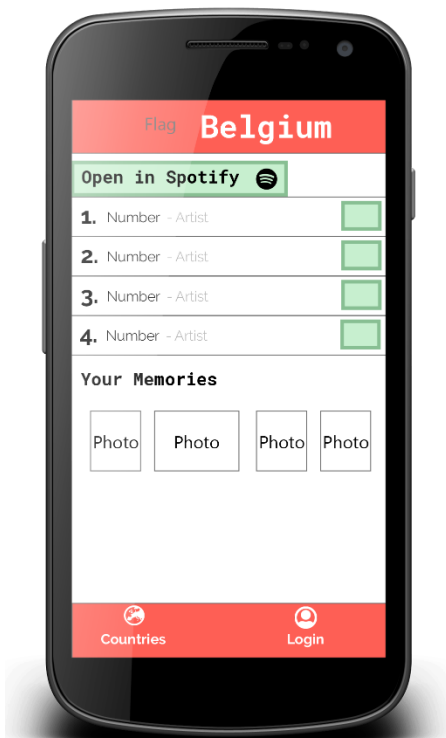 Flag Belgium
Open in Spotify
1. Number - Artist
2. Number - Artist
3. Number - Artist
4. Number - Artist
Your Memories
Photo Photo Photo Photo
Countries Login